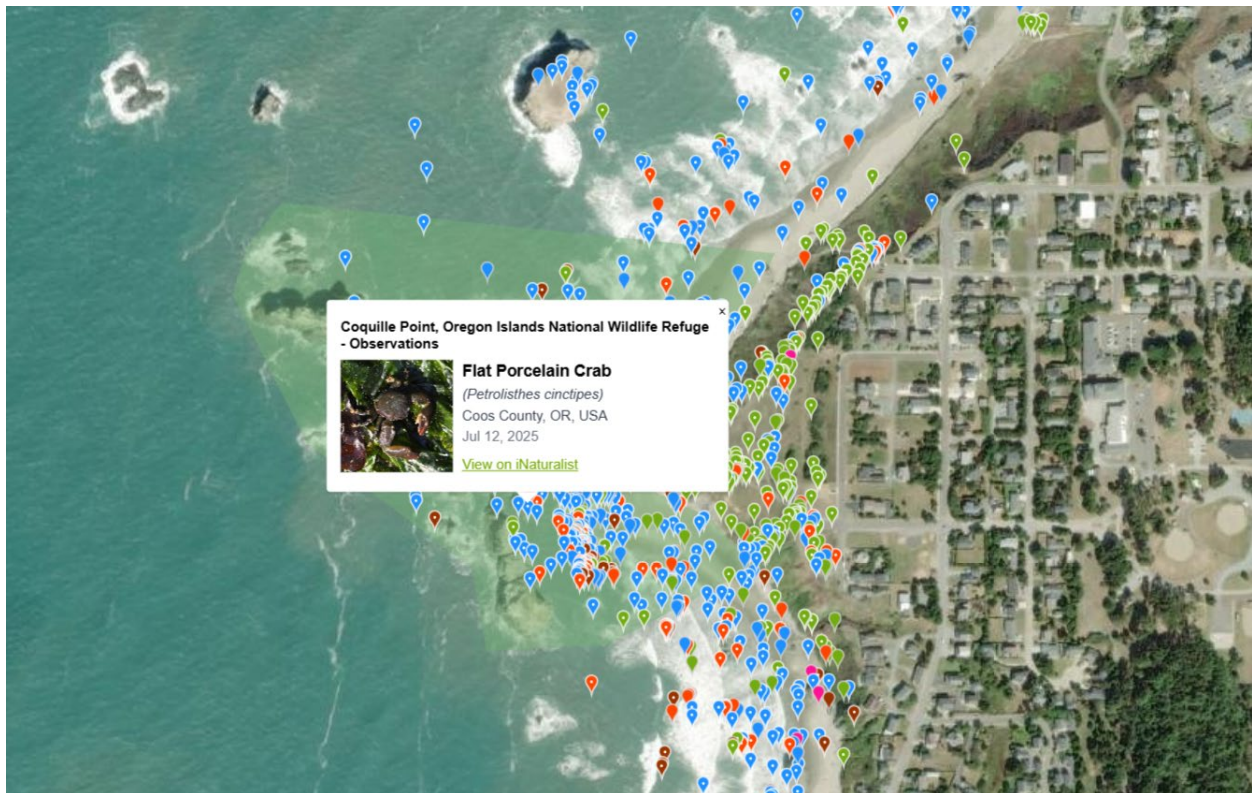 ×
Coquille Point, Oregon Islands National Wildlife Refuge
- Observations
Flat Porcelain Crab
(Petrolisthes cinctipes)
Coos County, OR, USA
Jul 12, 2025
View on iNaturalist